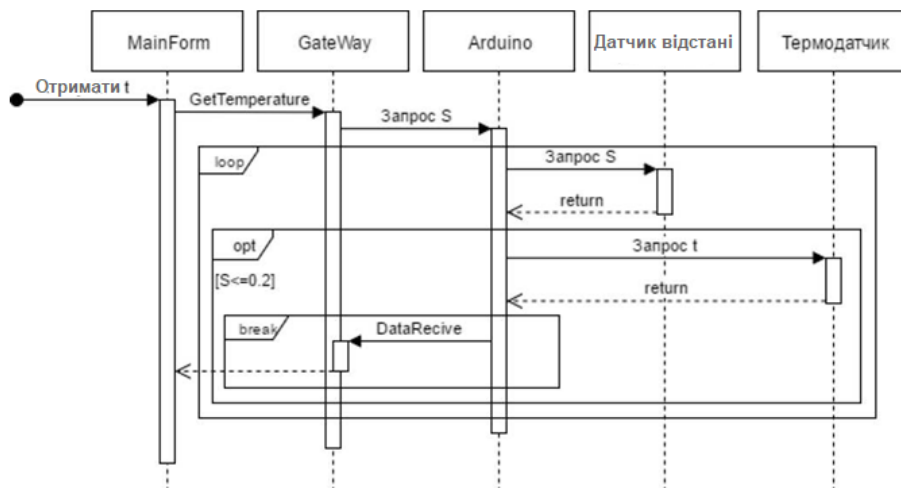 MainForm
GateWay
Arduino
Датчик відстані
Термодатчик
Отримати t
GetTemperature
Запрос S
loop
Запрос S
return
opt
Запрос t
[S<=0.2]
return
break
DataRecive